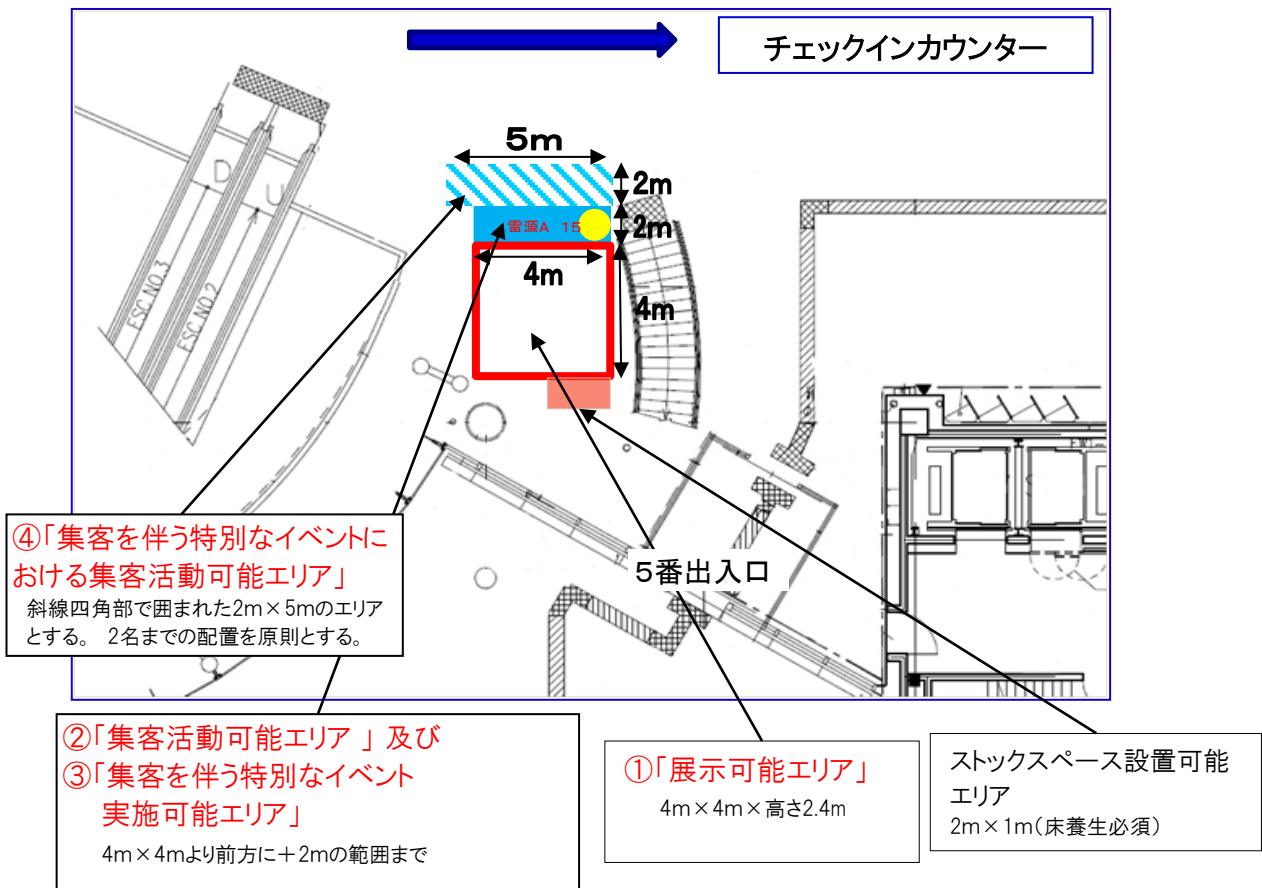 チェックインカウンター
5m
2m
2m
電源A 15
4m
4m
D
U
ESC NO.3
ESC NO.2
5番出入口
④「集客を伴う特別なイベントに
おける集客活動可能エリア」
斜線四角部で囲まれた2m×5mのエリア
とする。 2名までの配置を原則とする。
②「集客活動可能エリア 」 及び
③「集客を伴う特別なイベント
実施可能エリア」
4m×4mより前方に+2mの範囲まで
①「展示可能エリア」
4m×4m×高さ2.4m
ストックスペース設置可能
エリア
2m×1m(床養生必須)